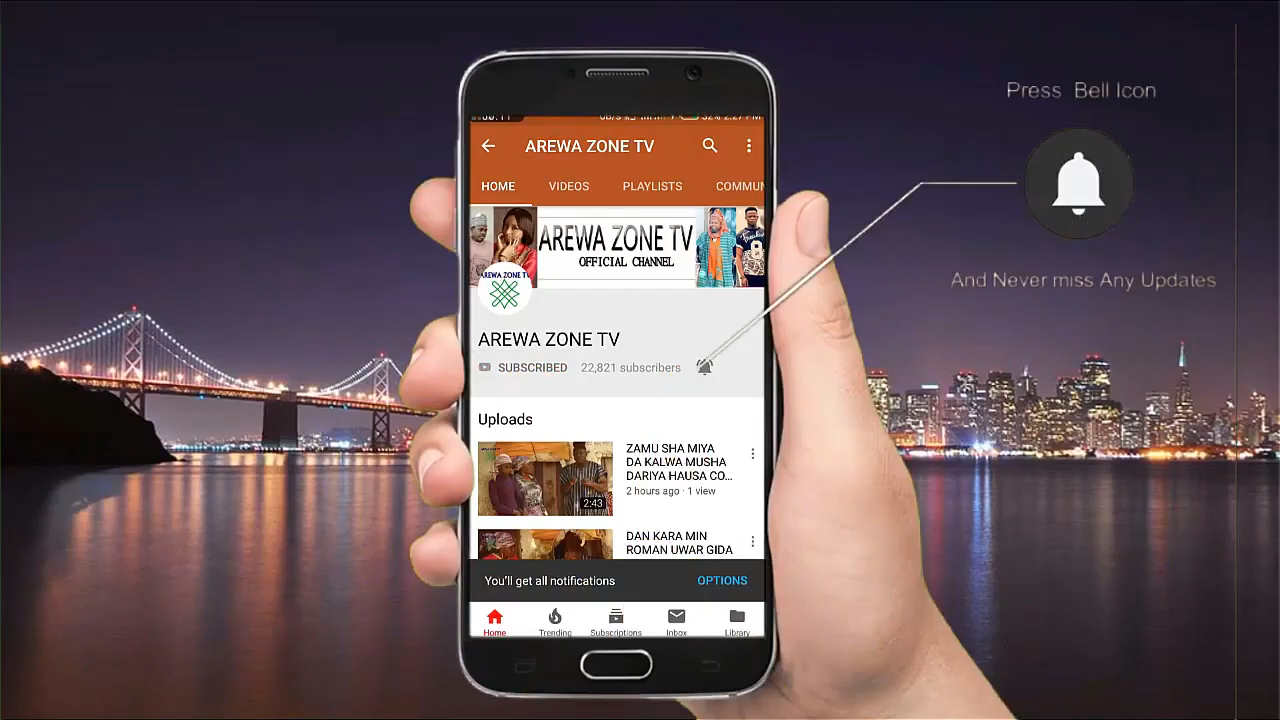 Press Bell Icon
And Never miss Any Updates
2:27 PM
AREWA ZONE TV
HOME VIDEOS PLAYLISTS COMMUN
AREWA ZONE TV
OFFICIAL CHANNEL
AREWA ZONE TV
AREWA ZONE TV
SUBSCRIBED 22,821 subscribers
Uploads
ZAMU SHA MIYA
DA KALWA MUSHA
DARIYA HAUSA CO...
2 hours ago · 1 view
2:43
DAN KARA MIN
ROMAN UWAR GIDA
You'll get all notifications OPTIONS
Home Trending Subscriptions Inbox Library